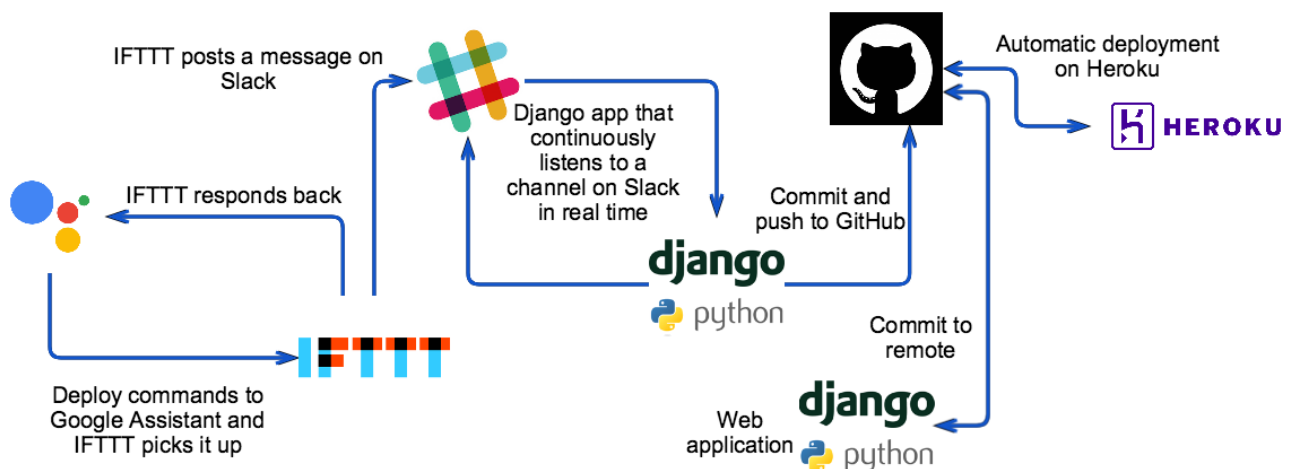 IFTTT posts a message on
Slack
Automatic deployment
on Heroku
HEROKU
Django app that
continuously
listens to a
channel on Slack
in real time
IFTTT responds back
Commit and
push to GitHub
django
python
IFTTT
Commit to
remote
Deploy commands to
Google Assistant and
IFTTT picks it up
Web
application
django
python